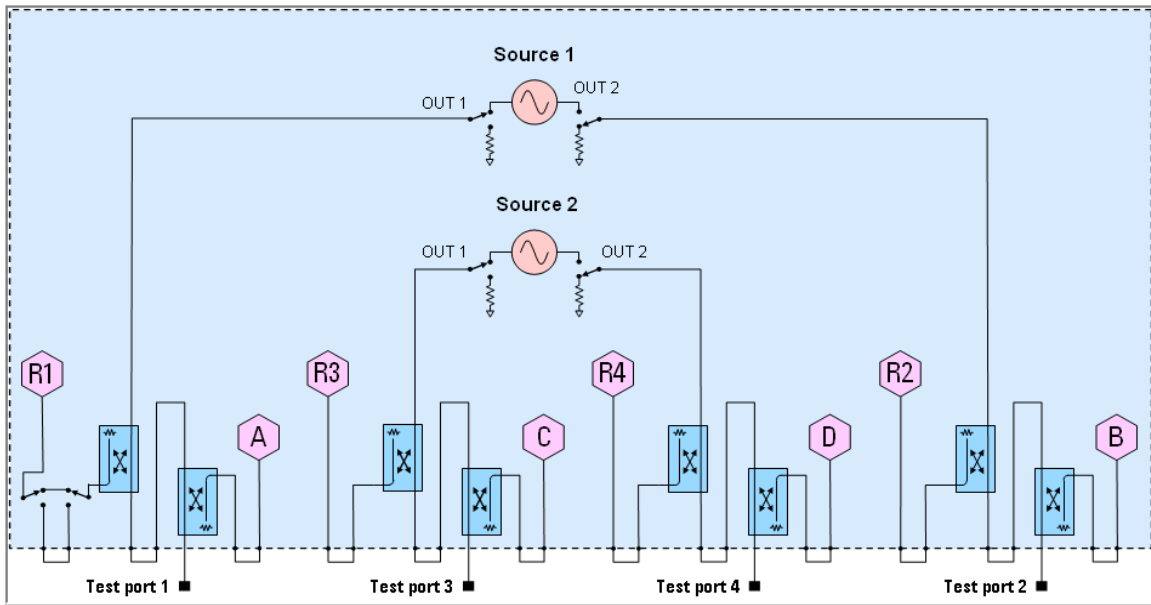 Source 1
OUT 1
OUT 2
Source 2
OUT 1
OUT 2
R1
R3
R4
R2
A
C
D
B
Test port 1
Test port 3
Test port 4
Test port 2